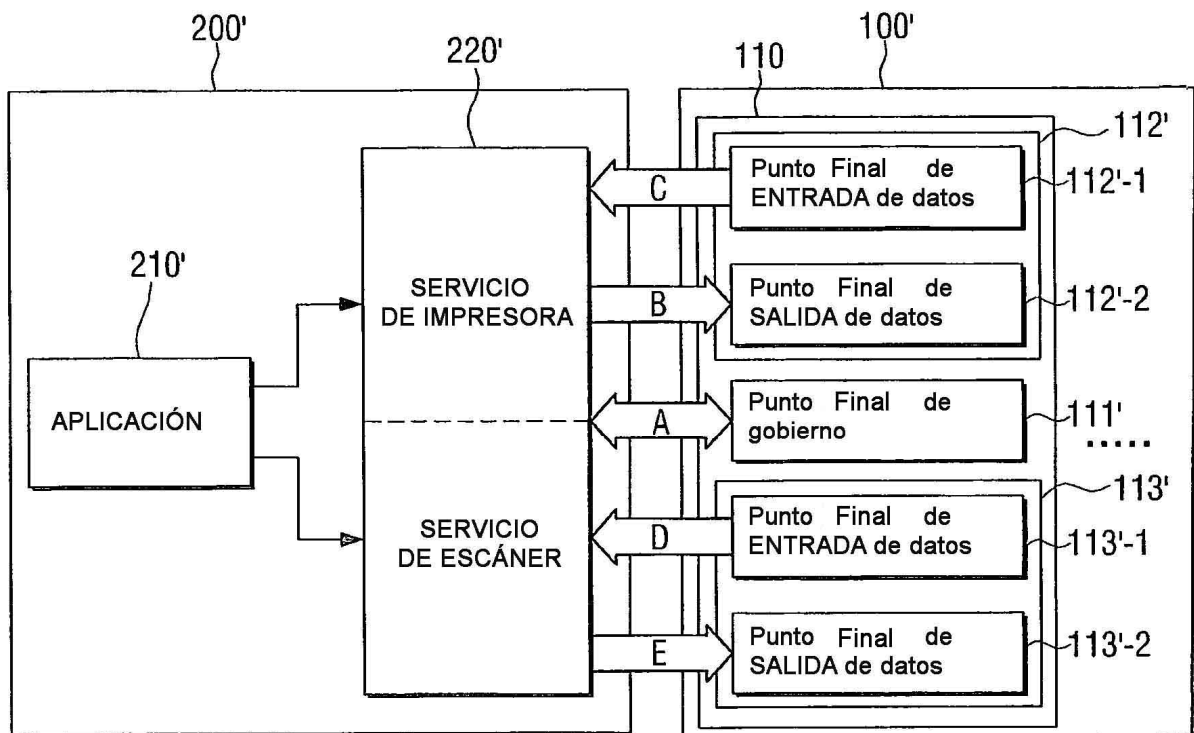 200'
220'
110
100'
112'
Punto Final de
ENTRADA de datos
112'-1
C
210'
SERVICIO
DE IMPRESORA
B
Punto Final de
SALIDA de datos
112'-2
APLICACIÓN
A
Punto Final de
gobierno
111'
.....
113'
SERVICIO
DE ESCÁNER
D
Punto Final de
ENTRADA de datos
113'-1
E
Punto Final de
SALIDA de datos
113'-2